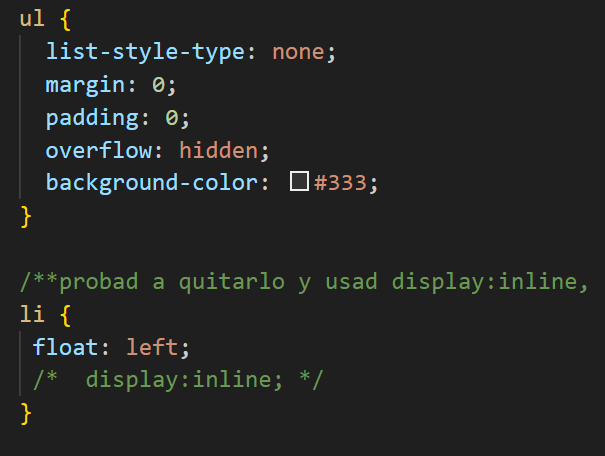 ul {
list-style-type: none;
margin: 0;
padding: 0;
overflow: hidden;
background-color: #333;
}
/**probad a quitarlo y usad display:inline,
li {
float: left;
/*  display:inline; */
}